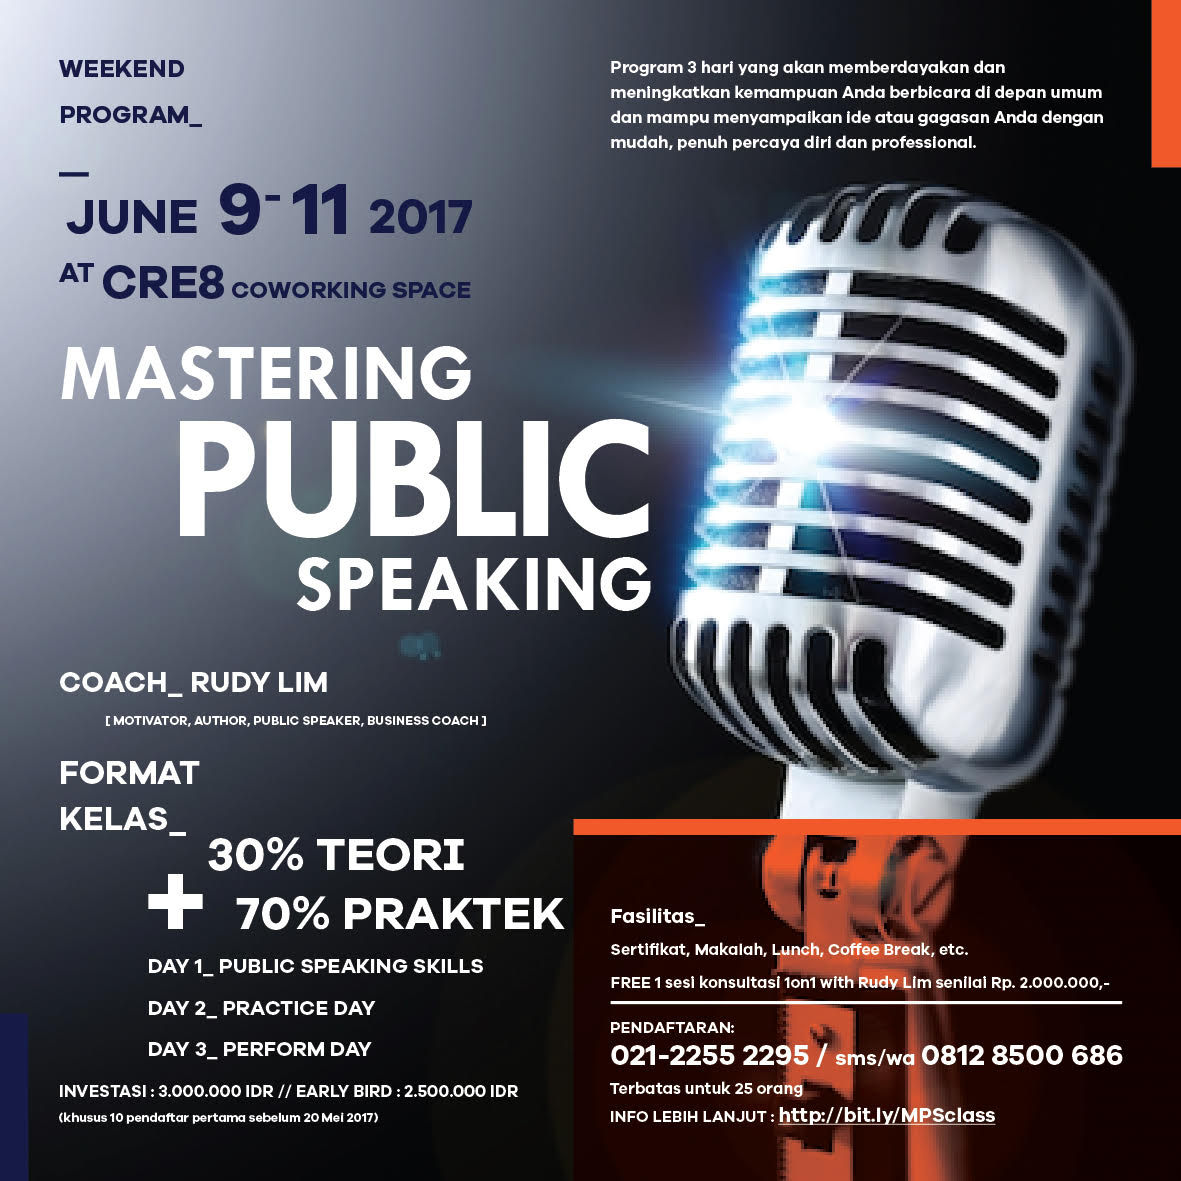 WEEKEND
PROGRAM_
JUNE 9-11 2017
AT CRE8 COWORKING SPACE
Program 3 hari yang akan memberdayakan dan
meningkatkan kemampuan Anda berbicara di depan umum
dan mampu menyampaikan ide atau gagasan Anda dengan
mudah, penuh percaya diri dan professional.
MASTERING
PUBLIC
SPEAKING
COACH_ RUDY LIM
[ MOTIVATOR, AUTHOR, PUBLIC SPEAKER, BUSINESS COACH ]
FORMAT
KELAS_
30% TEORI
+ 70% PRAKTEK
DAY 1_ PUBLIC SPEAKING SKILLS
DAY 2_ PRACTICE DAY
DAY 3_ PERFORM DAY
INVESTASI : 3.000.000 IDR // EARLY BIRD : 2.500.000 IDR
(khusus 10 pendaftar pertama sebelum 20 Mei 2017)
Fasilitas_
Sertifikat, Makalah, Lunch, Coffee Break, etc.
FREE 1 sesi konsultasi 1on1 with Rudy Lim senilai Rp. 2.000.000,-
PENDAFTARAN:
021-2255 2295 / sms/wa 0812 8500 686
Terbatas untuk 25 orang
INFO LEBIH LANJUT : http://bit.ly/MPSclass